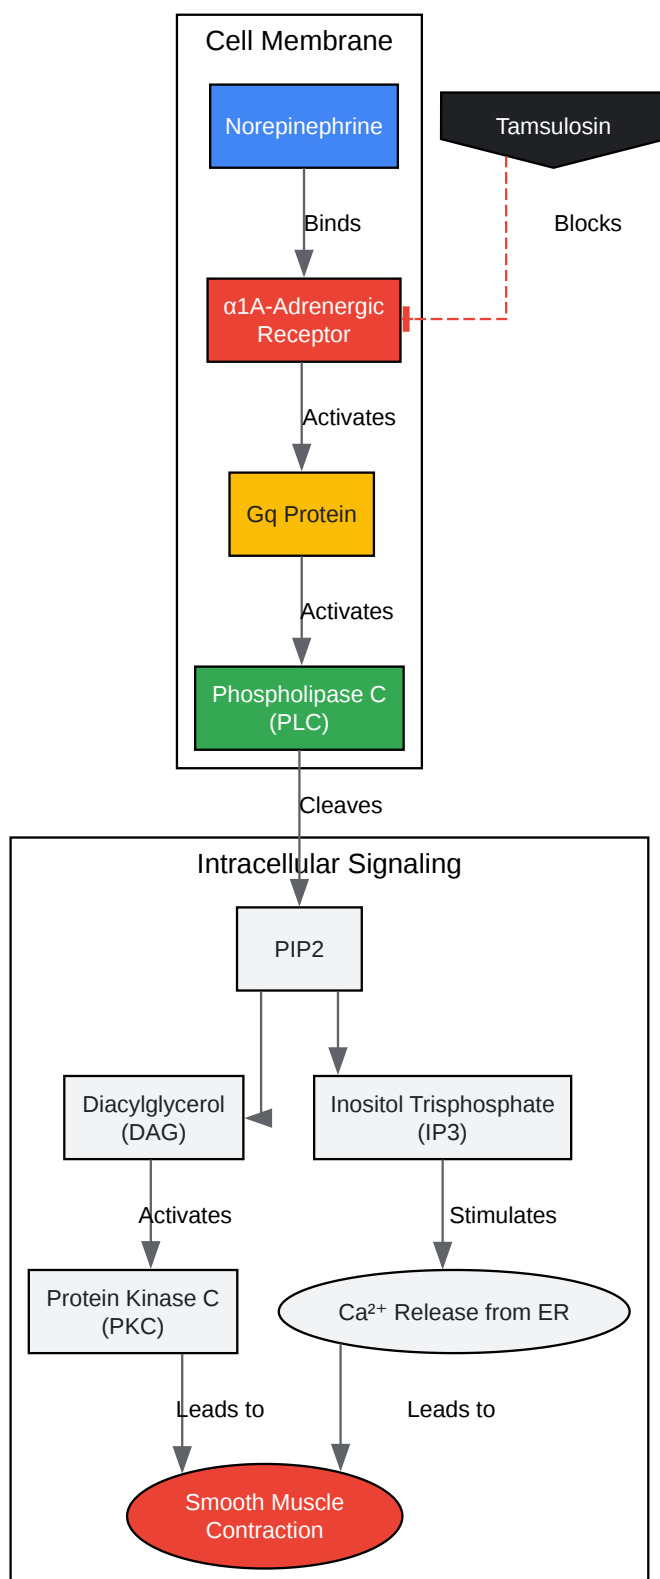 Cell Membrane
Norepinephrine
Tamsulosin
Binds
Blocks
α1A-Adrenergic
Receptor
Activates
Gq Protein
Activates
Phospholipase C
(PLC)
Cleaves
Intracellular Signaling
PIP2
Diacylglycerol
(DAG)
Inositol Trisphosphate
(IP3)
Activates
Stimulates
Protein Kinase C
(PKC)
Ca²⁺ Release from ER
Leads to
Leads to
Smooth Muscle
Contraction